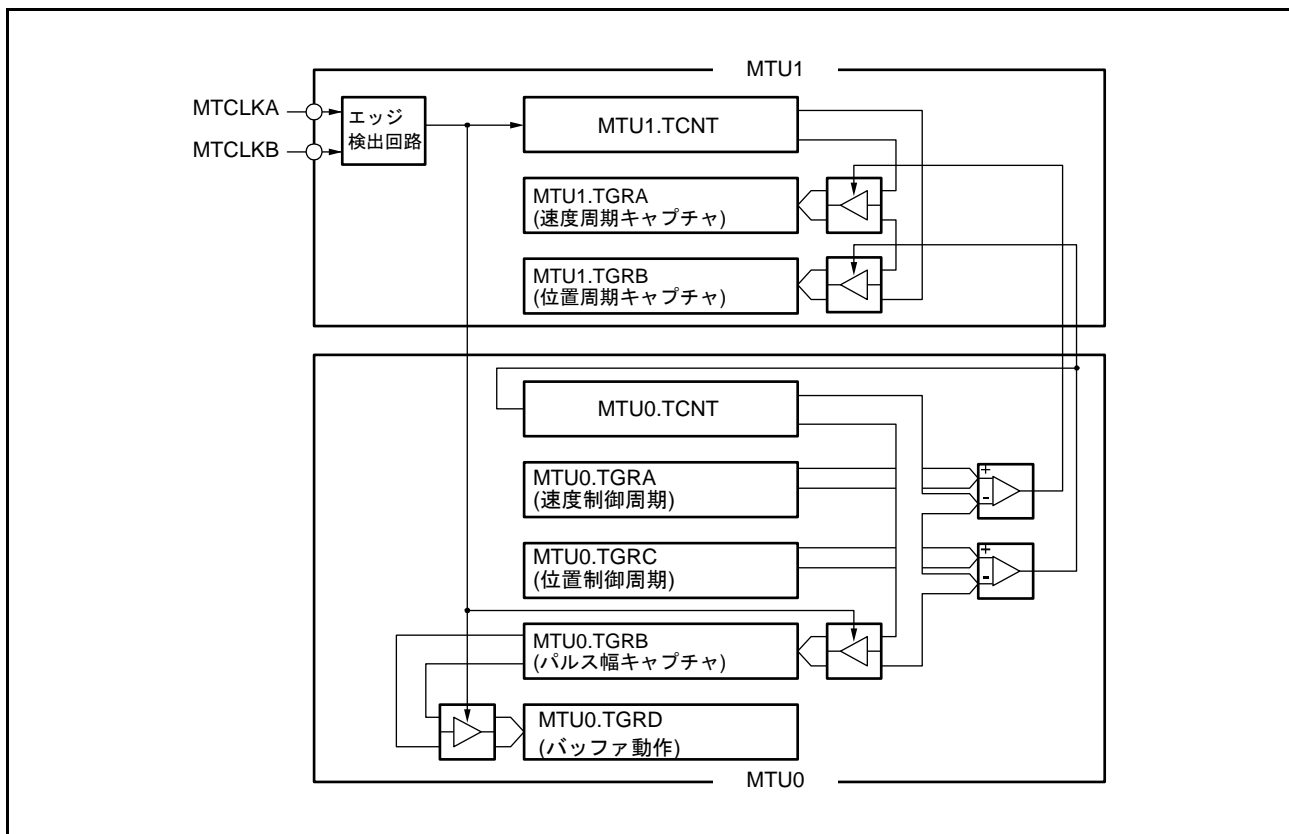 MTU1
MTCLKA
MTCLKB
エッジ
検出回路
MTU1.TCNT
MTU1.TGRA
(速度周期キャプチャ)
MTU1.TGRB
(位置周期キャプチャ)
MTU0.TCNT
MTU0.TGRA
(速度制御周期)
+
-
MTU0.TGRC
(位置制御周期)
+
-
MTU0.TGRB
(パルス幅キャプチャ)
MTU0.TGRD
(バッファ動作)
MTU0